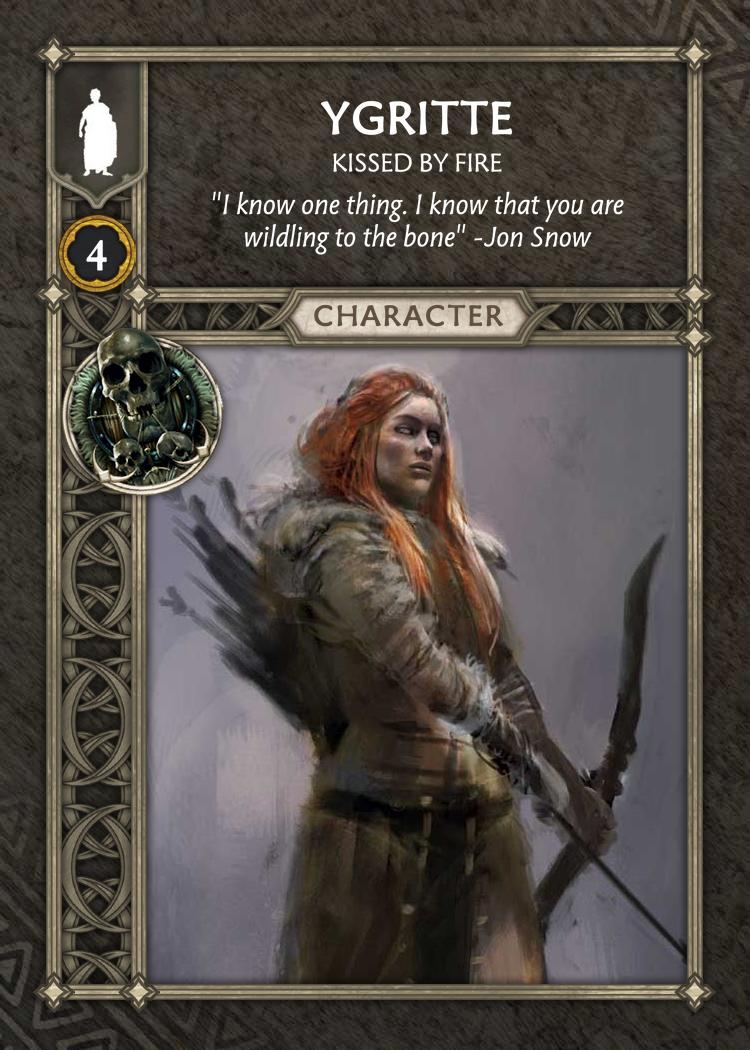 YGRITTE
KISSED BY FIRE
"I know one thing. I know that you are
wildling to the bone" -Jon Snow
4
CHARACTER